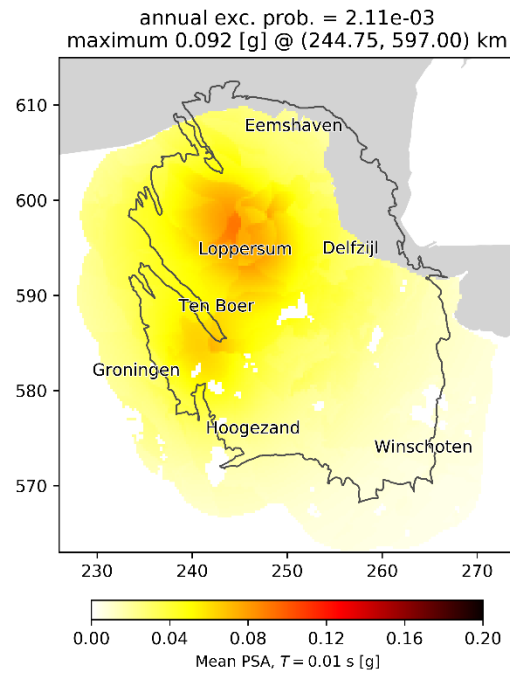 annual exc. prob. = 2.11e-03
maximum 0.092 [g] @ (244.75, 597.00) km
610
Eemshaven
600
Loppersum
Delfzijl
590
Ten Boer
Groningen
580
Hoogezand
Winschoten
570
230 240 250 260 270
0.00 0.04 0.08 0.12 0.16 0.20
Mean PSA, T = 0.01 s [g]